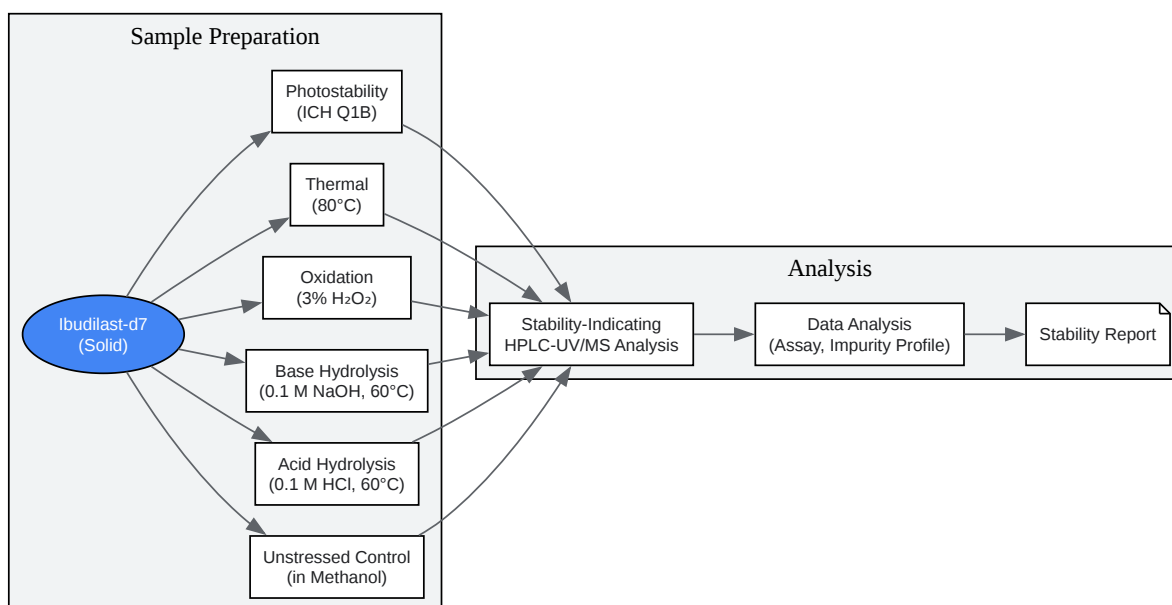 Sample Preparation
Photostability
(ICH Q1B)
Thermal
(80°C)
Oxidation
(3% H₂O₂)
Ibudilast-d7
(Solid)
Base Hydrolysis
(0.1 M NaOH, 60°C)
Acid Hydrolysis
(0.1 M HCl, 60°C)
Unstressed Control
(in Methanol)
Analysis
Stability-Indicating
HPLC-UV/MS Analysis
Data Analysis
(Assay, Impurity Profile)
Stability Report